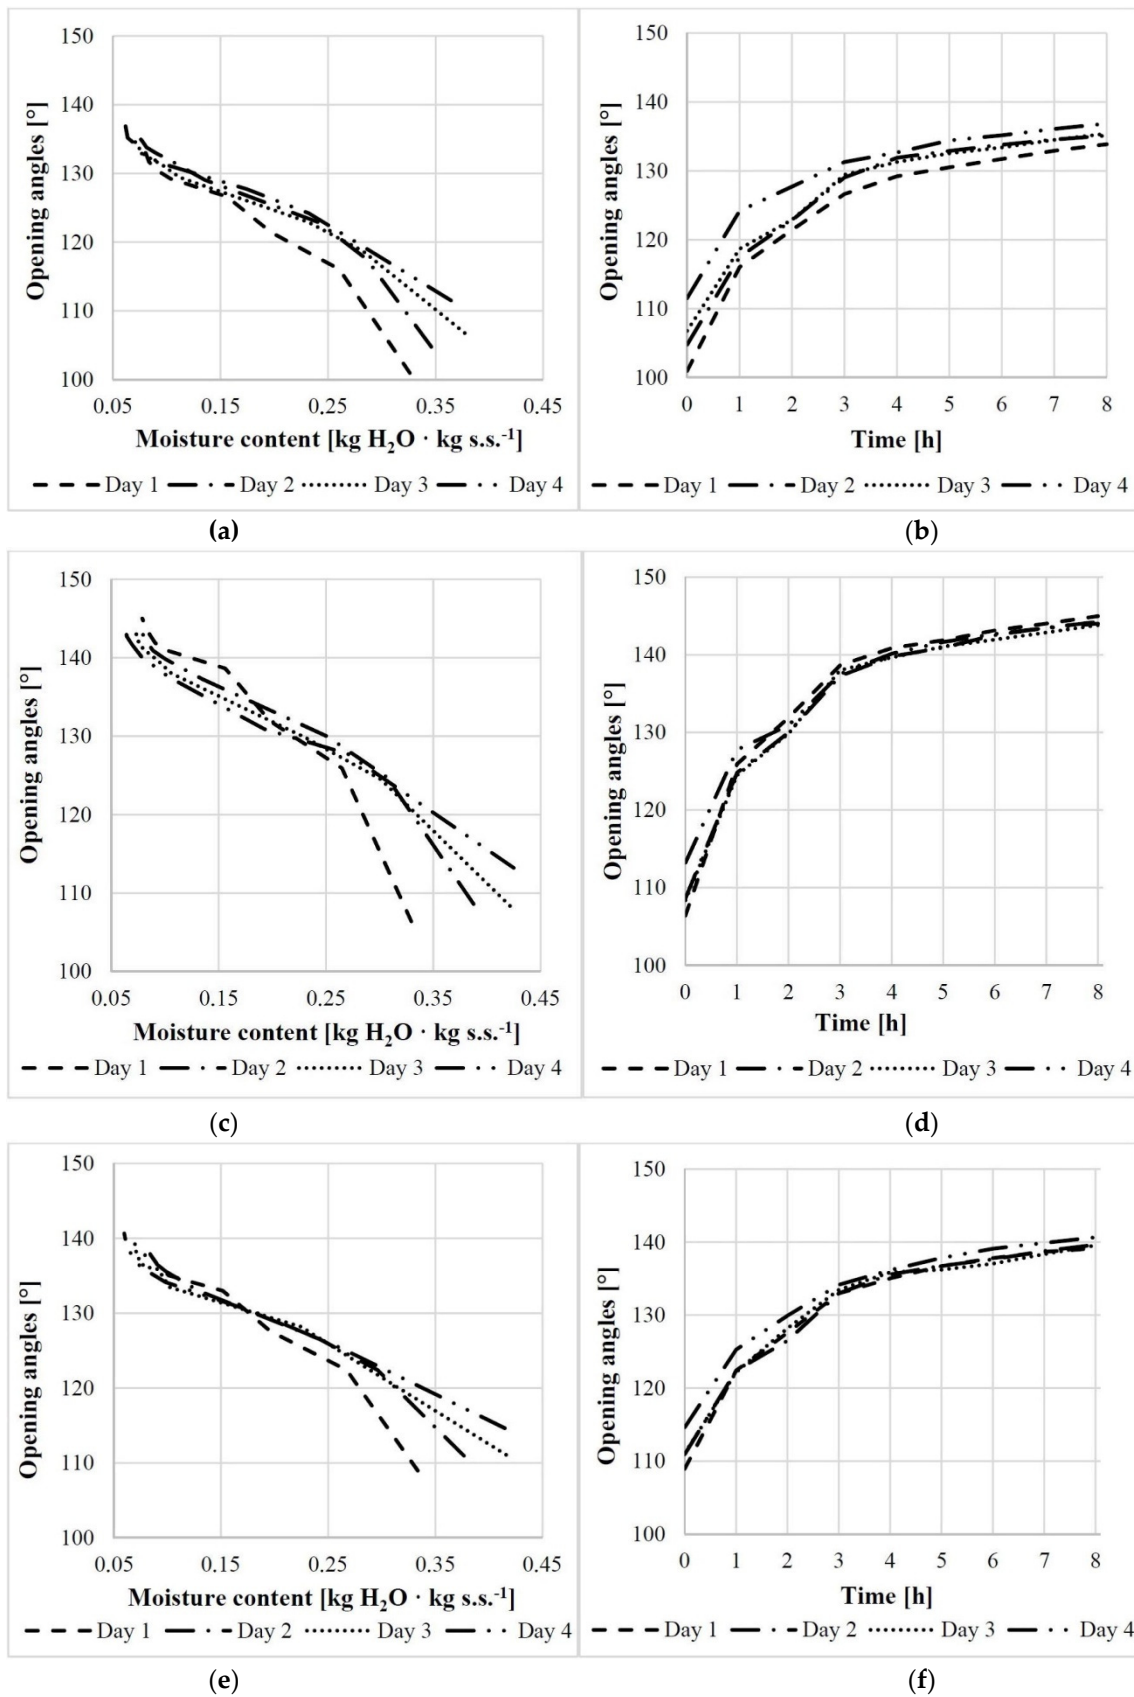 150
140
130
120
110
100
Opening angles [°]
0.05 0.15 0.25 0.35 0.45
Moisture content [kg H₂O · kg s.s.⁻¹]
Day 1 Day 2 Day 3 Day 4
(a)
150
140
130
120
110
100
Opening angles [°]
0 1 2 3 4 5 6 7 8
Time [h]
Day 1 Day 2 Day 3 Day 4
(b)
150
140
130
120
110
100
Opening angles [°]
0.05 0.15 0.25 0.35 0.45
Moisture content [kg H₂O · kg s.s.⁻¹]
Day 1 Day 2 Day 3 Day 4
(c)
150
140
130
120
110
100
Opening angles [°]
0 1 2 3 4 5 6 7 8
Time [h]
Day 1 Day 2 Day 3 Day 4
(d)
150
140
130
120
110
100
Opening angles [°]
0.05 0.15 0.25 0.35 0.45
Moisture content [kg H₂O · kg s.s.⁻¹]
Day 1 Day 2 Day 3 Day 4
(e)
150
140
130
120
110
100
Opening angles [°]
0 1 2 3 4 5 6 7 8
Time [h]
Day 1 Day 2 Day 3 Day 4
(f)